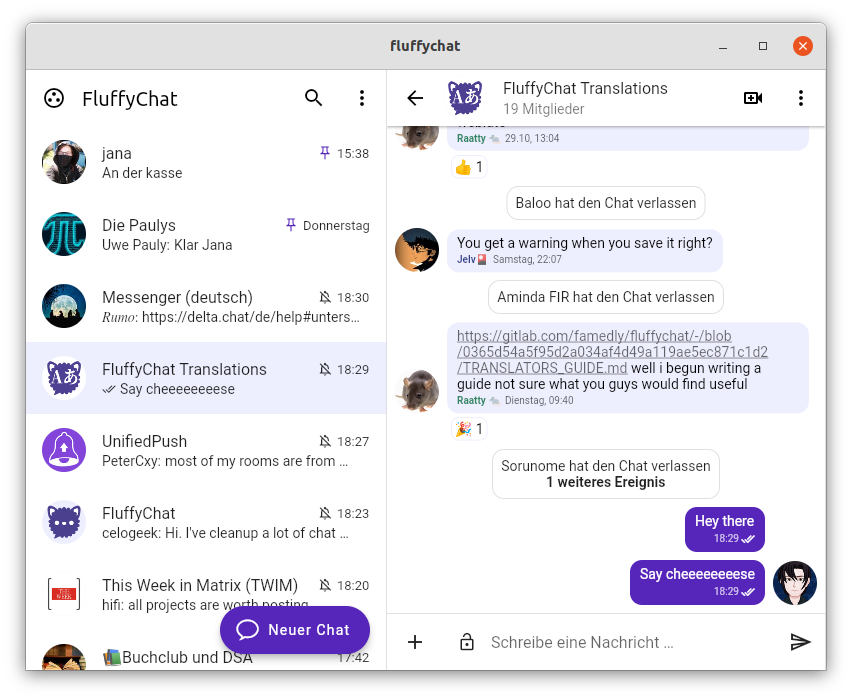 fluffychat
FluffyChat
jana 15:38
An der kasse
Die Paulys Donnerstag
Uwe Pauly: Klar Jana
Messenger (deutsch) 18:30
Rumo: https://delta.chat/de/help#unters...
FluffyChat Translations 18:29
Say cheeeeeeeese
UnifiedPush 18:27
PeterCxy: most of my rooms are from ...
FluffyChat 18:23
celogeek: Hi. I've cleanup a lot of chat ...
THIS WEEK
This Week in Matrix (TWIM) 18:20
hifi: all projects are worth posting
Neuer Chat
📚Buchclub und DSA 17:42
Aあ
FluffyChat Translations
19 Mitglieder
Raatty 🐀 29.10, 13:04
👍 1
Baloo hat den Chat verlassen
You get a warning when you save it right?
Jelv🎴 Samstag, 22:07
Aminda FIR hat den Chat verlassen
https://gitlab.com/famedly/fluffychat/-/blob
/0365d54a5f95d2a034af4d49a119ae5ec871c1d2
/TRANSLATORS_GUIDE.md well i begun writing a
guide not sure what you guys would find useful
Raatty 🐀 Dienstag, 09:40
🎉 1
Sorunome hat den Chat verlassen
1 weiteres Ereignis
Hey there
18:29
Say cheeeeeeeese
18:29
Schreibe eine Nachricht ...